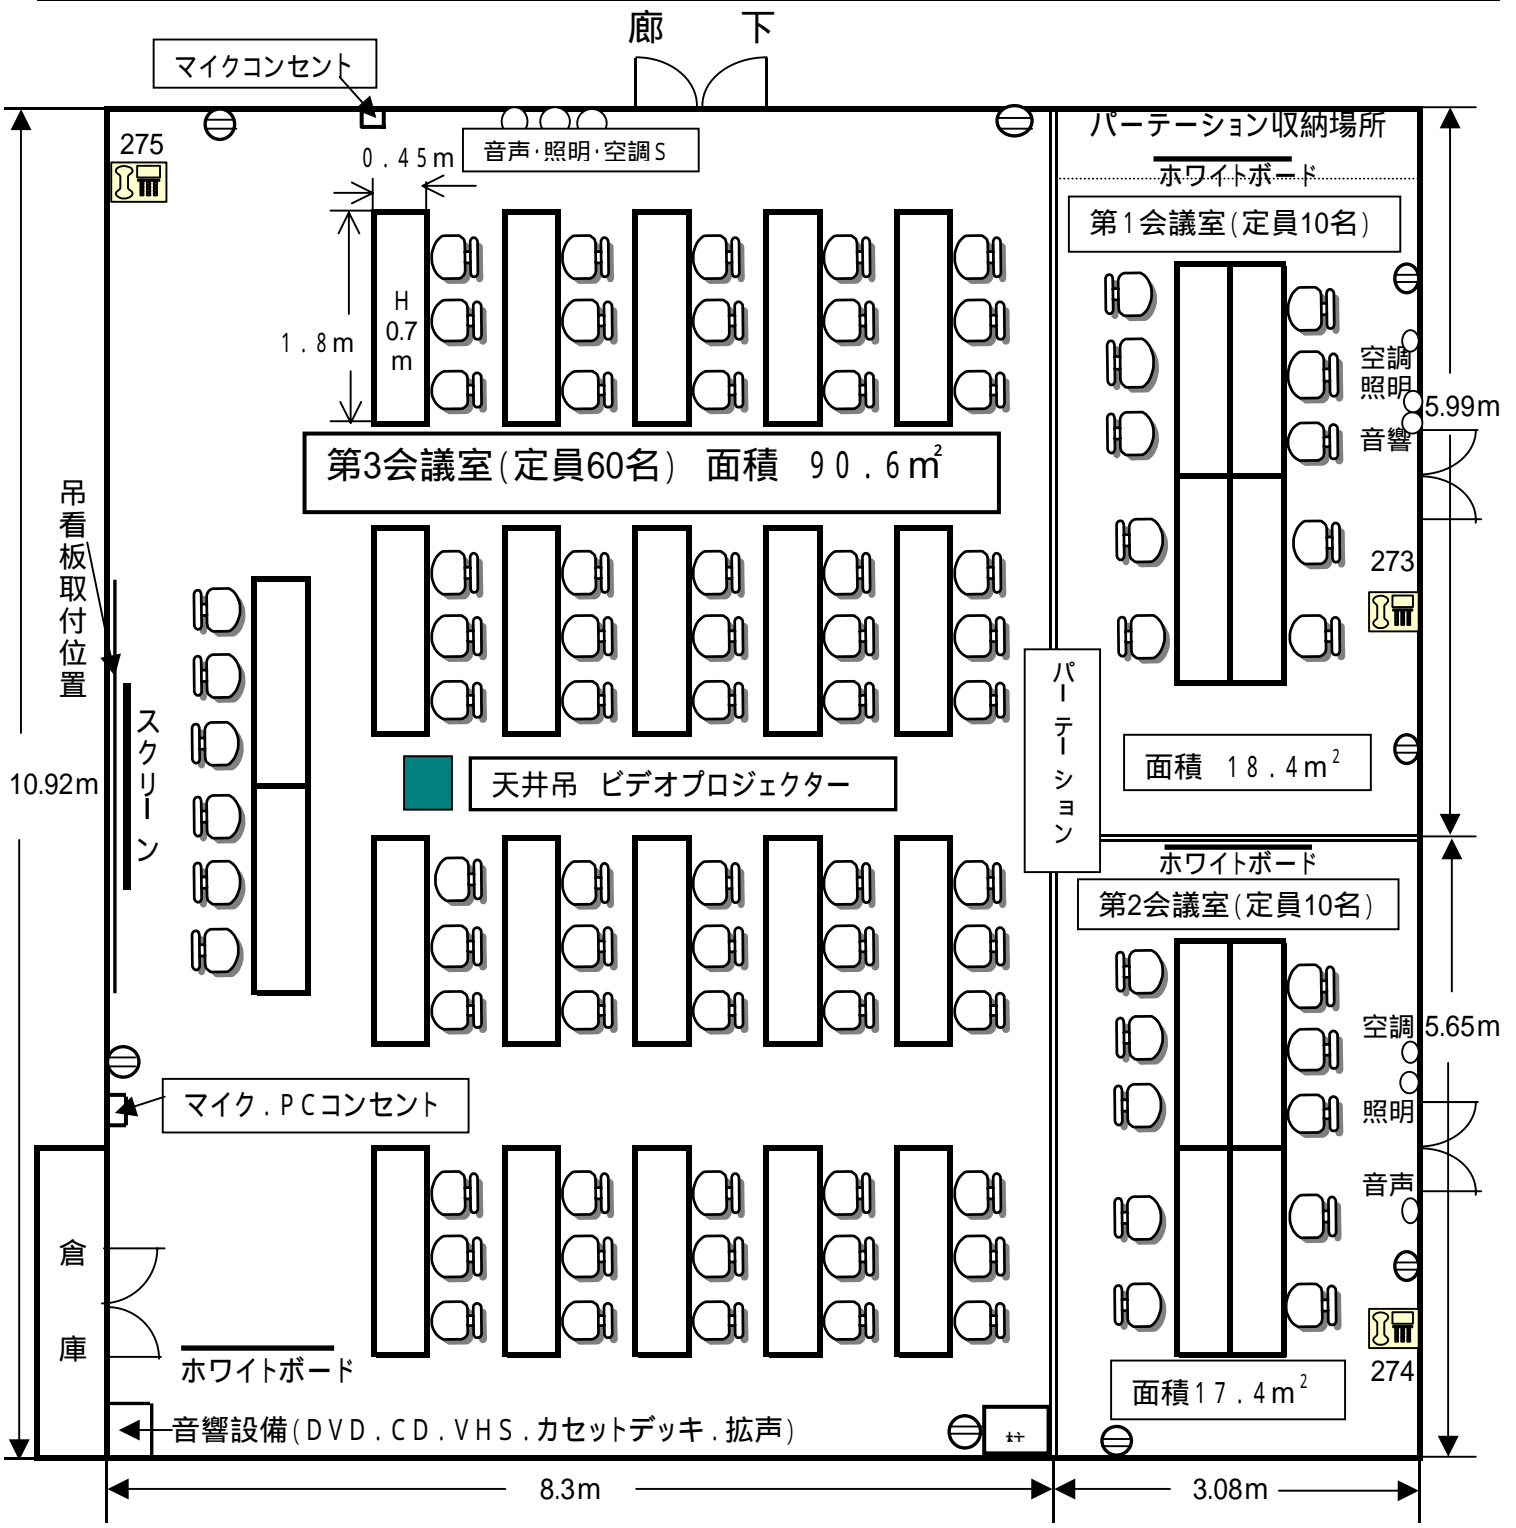 廊　下
マイクコンセント
275
0.45m
音声・照明・空調S
パーテーション収納場所
ホワイトボード
第1会議室(定員10名)
H
0.7
m
1.8m
空調
照明
音響
5.99m
第3会議室(定員60名)　面積　90.6㎡
吊看板取付位置
273
パーテーション
スクリーン
10.92m
天井吊　ビデオプロジェクター
面積　18.4m²
ホワイトボード
第2会議室(定員10名)
空調
5.65m
照明
音声
マイク.PCコンセント
倉庫
ホワイトボード
274
面積17.4m²
音響設備(DVD.CD.VHS.カセットデッキ.拡声)
8.3m
3.08m